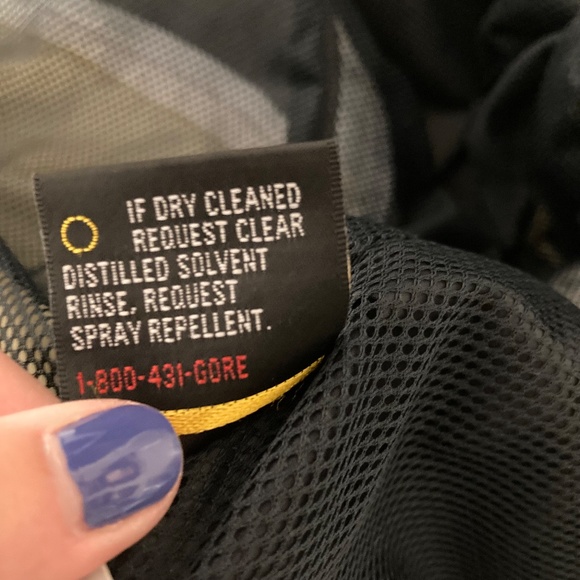 IF DRY CLEANED
REQUEST CLEAR
DISTILLED SOLVENT
RINSE, REQUEST
SPRAY REPELLENT.
1-800-431-GORE